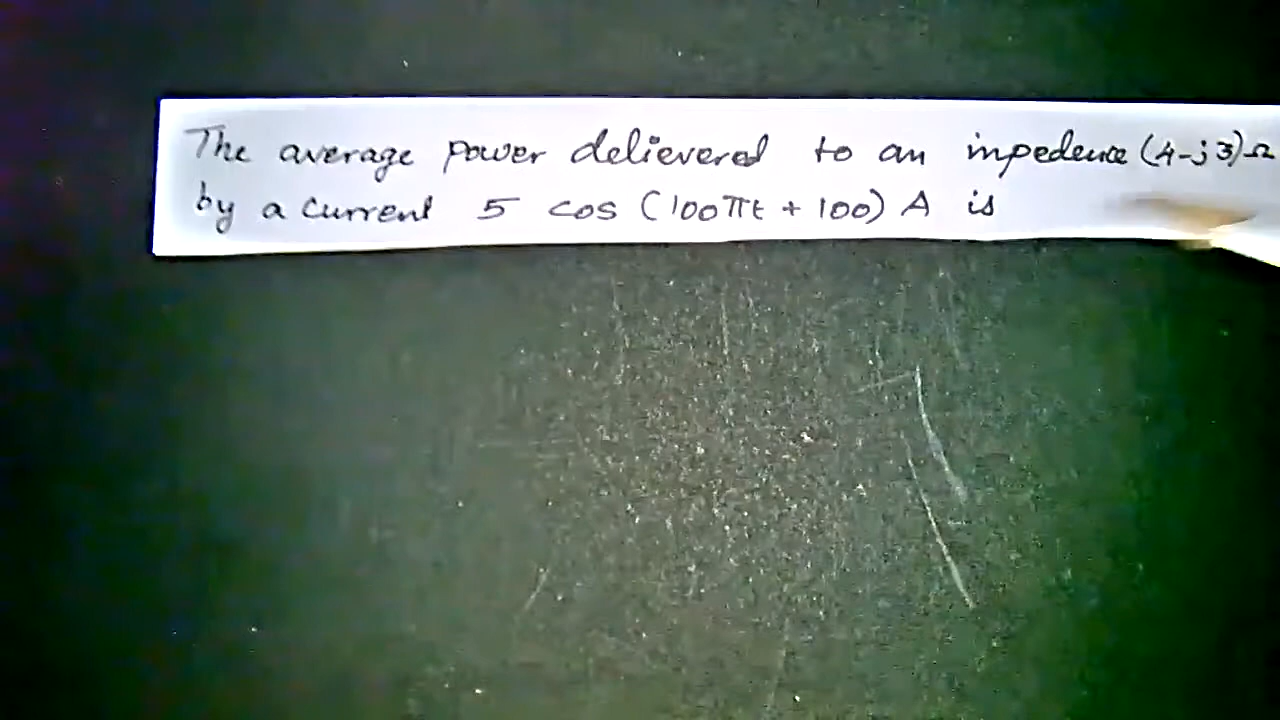 The average power delievered to an impedence (4-j3)Ω
by a current 5 cos (100πt + 100) A is